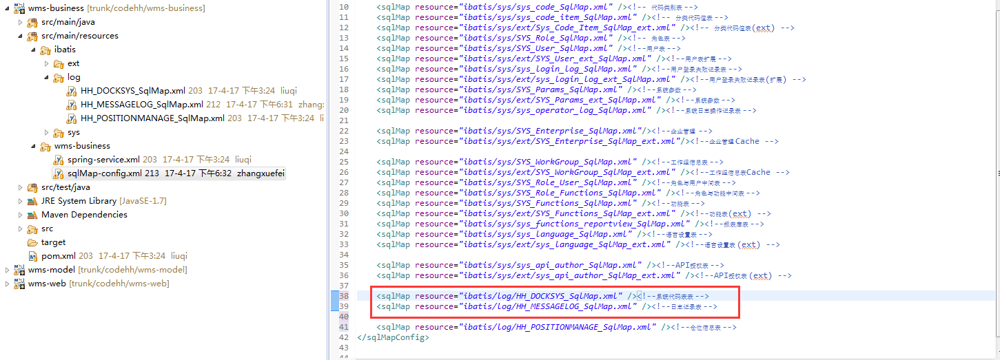 wms-business [trunk/codehh/wms-business]
src/main/java
src/main/resources
ibatis
ext
log
HH_DOCKSYS_SqlMap.xml 203 17-4-17 下午3:24 liuqi
HH_MESSAGELOG_SqlMap.xml 212 17-4-17 下午6:31 zhang
HH_POSITIONMANAGE_SqlMap.xml 203 17-4-17 下午3:24 li
sys
wms-business
spring-service.xml 203 17-4-17 下午3:24 liuqi
sqlMap-config.xml 213 17-4-17 下午6:32 zhangxuefei
src/test/java
JRE System Library [JavaSE-1.7]
Maven Dependencies
src
target
pom.xml 203 17-4-17 下午3:24 liuqi
wms-model [trunk/codehh/wms-model]
wms-web [trunk/codehh/wms-web]
10 <sqlMap resource="ibatis/sys/sys_code_SqlMap.xml" /><!-- 代码类别表-->
11 <sqlMap resource="ibatis/sys/sys_code_item_SqlMap.xml" /><!-- 分类代码值表-->
12 <sqlMap resource="ibatis/sys/ext/Sys_Code_Item_SqlMap_ext.xml" /><!-- 分类代码值表(ext) -->
13 <sqlMap resource="ibatis/sys/SYS_Role_SqlMap.xml" /><!-- 角色表-->
14 <sqlMap resource="ibatis/sys/SYS_User_SqlMap.xml" /><!--用户表-->
15 <sqlMap resource="ibatis/sys/ext/SYS_User_ext_SqlMap.xml" /><!--用户表扩展-->
16 <sqlMap resource="ibatis/sys/sys_login_log_SqlMap.xml" /><!--用户登录失败记录表-->
17 <sqlMap resource="ibatis/sys/ext/sys_login_log_ext_SqlMap.xml" /><!--用户登录失败记录表(扩展) -->
18 <sqlMap resource="ibatis/sys/SYS_Params_SqlMap.xml" /><!--系统参数-->
19 <sqlMap resource="ibatis/sys/ext/SYS_Params_ext_SqlMap.xml" /><!--系统参数-->
20 <sqlMap resource="ibatis/sys/sys_operator_log_SqlMap.xml" /><!--系统日志操作记录表-->
21
22 <sqlMap resource="ibatis/sys/SYS_Enterprise_SqlMap.xml"/><!--企业管理 -->
23 <sqlMap resource="ibatis/sys/ext/SYS_Enterprise_SqlMap_ext.xml"/><!--企业管理Cache -->
24
25 <sqlMap resource="ibatis/sys/SYS_WorkGroup_SqlMap.xml" /><!--工作组信息表-->
26 <sqlMap resource="ibatis/sys/ext/SYS_WorkGroup_SqlMap_ext.xml" /><!--工作组信息表Cache -->
27 <sqlMap resource="ibatis/sys/SYS_Role_User_SqlMap.xml" /><!--角色与用户中间表-->
28 <sqlMap resource="ibatis/sys/SYS_Role_Functions_SqlMap.xml" /><!--角色与功能中间表-->
29 <sqlMap resource="ibatis/sys/SYS_Functions_SqlMap.xml" /><!--功能表-->
30 <sqlMap resource="ibatis/sys/ext/SYS_Functions_SqlMap_ext.xml" /><!--功能表(ext) -->
31 <sqlMap resource="ibatis/sys/sys_functions_reportview_SqlMap.xml" /><!--报表库表-->
32 <sqlMap resource="ibatis/sys/sys_language_SqlMap.xml" /><!--语言设置表-->
33 <sqlMap resource="ibatis/sys/ext/sys_language_SqlMap_ext.xml" /><!--语言设置表(ext) -->
34
35 <sqlMap resource="ibatis/sys/sys_api_author_SqlMap.xml" /><!--API授权表-->
36 <sqlMap resource="ibatis/sys/ext/sys_api_author_SqlMap_ext.xml" /><!--API授权表(ext) -->
37
38 <sqlMap resource="ibatis/log/HH_DOCKSYS_SqlMap.xml" /><!--系统代码表表-->
39 <sqlMap resource="ibatis/log/HH_MESSAGELOG_SqlMap.xml" /><!--日志记录表-->
40
41 <sqlMap resource="ibatis/log/HH_POSITIONMANAGE_SqlMap.xml" /><!--仓位信息表-->
42 </sqlMapConfig>
43
44